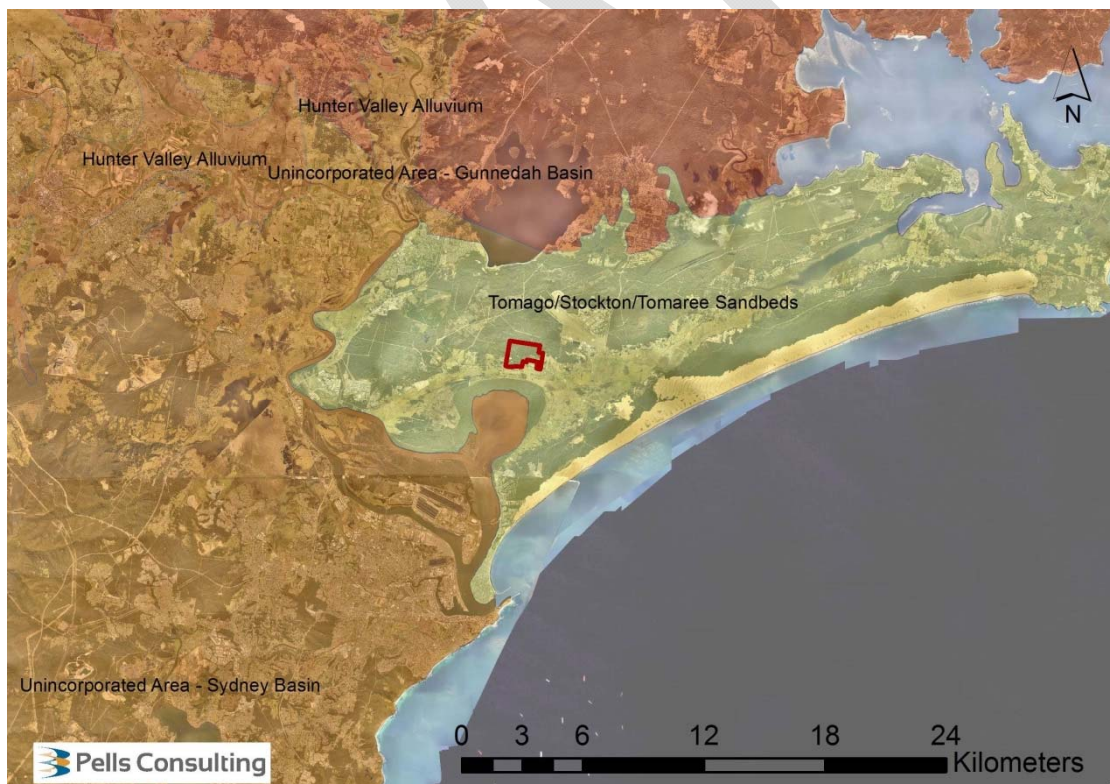 Hunter Valley Alluvium
Hunter Valley Alluvium
Unincorporated Area - Gunnedah Basin
N
Tomago/Stockton/Tomaree Sandbeds
Unincorporated Area - Sydney Basin
0 3 6 12 18 24
Kilometers
Pells Consulting